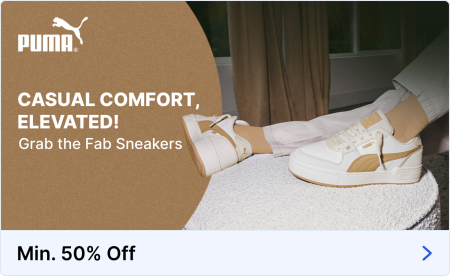 PUMA®
CASUAL COMFORT,
ELEVATED!
Grab the Fab Sneakers
Min. 50% Off